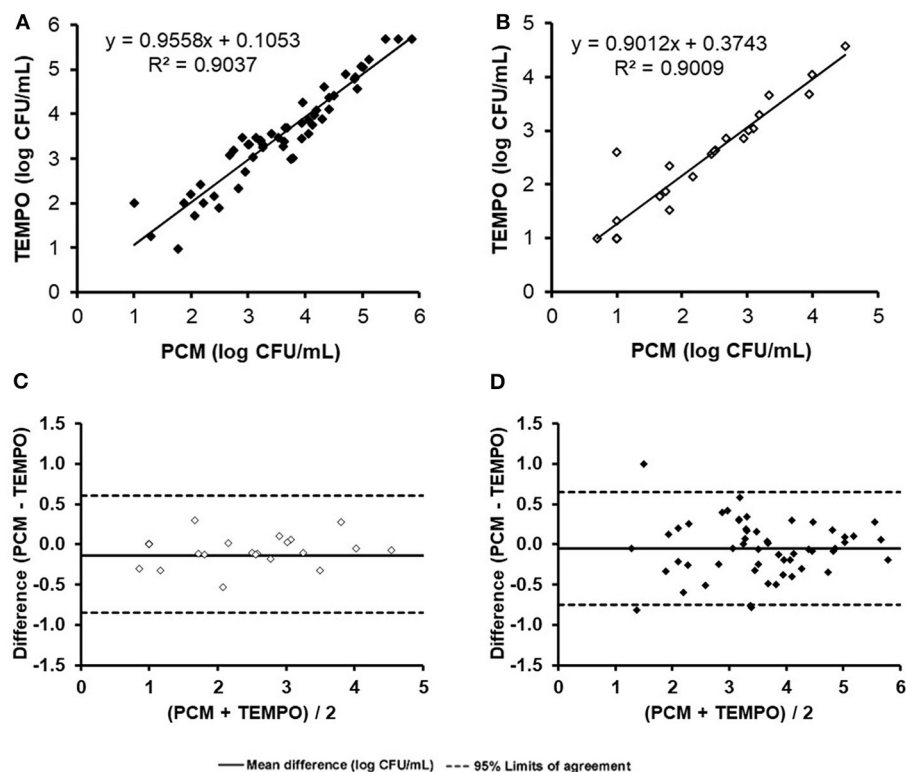 A
y = 0.9558x + 0.1053
R² = 0.9037
TEMPO (log CFU/mL)
6
5
4
3
2
1
0
0 1 2 3 4 5 6
PCM (log CFU/mL)
B
y = 0.9012x + 0.3743
R² = 0.9009
TEMPO (log CFU/mL)
5
4
3
2
1
0
0 1 2 3 4 5
PCM (log CFU/mL)
C
Difference (PCM - TEMPO)
1.5
1.0
0.5
0.0
-0.5
-1.0
-1.5
0 1 2 3 4 5
(PCM + TEMPO) / 2
D
Difference (PCM - TEMPO)
1.5
1.0
0.5
0.0
-0.5
-1.0
-1.5
0 1 2 3 4 5 6
(PCM + TEMPO) / 2
Mean difference (log CFU/mL) 95% Limits of agreement